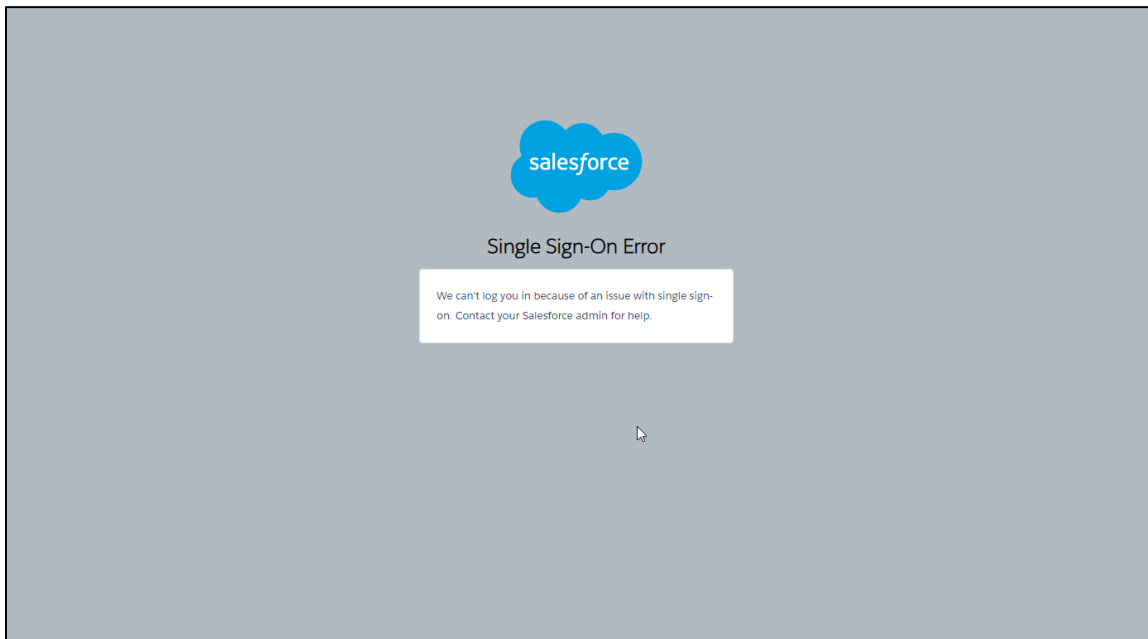 salesforce
Single Sign-On Error
We can't log you in because of an issue with single sign-
on. Contact your Salesforce admin for help.